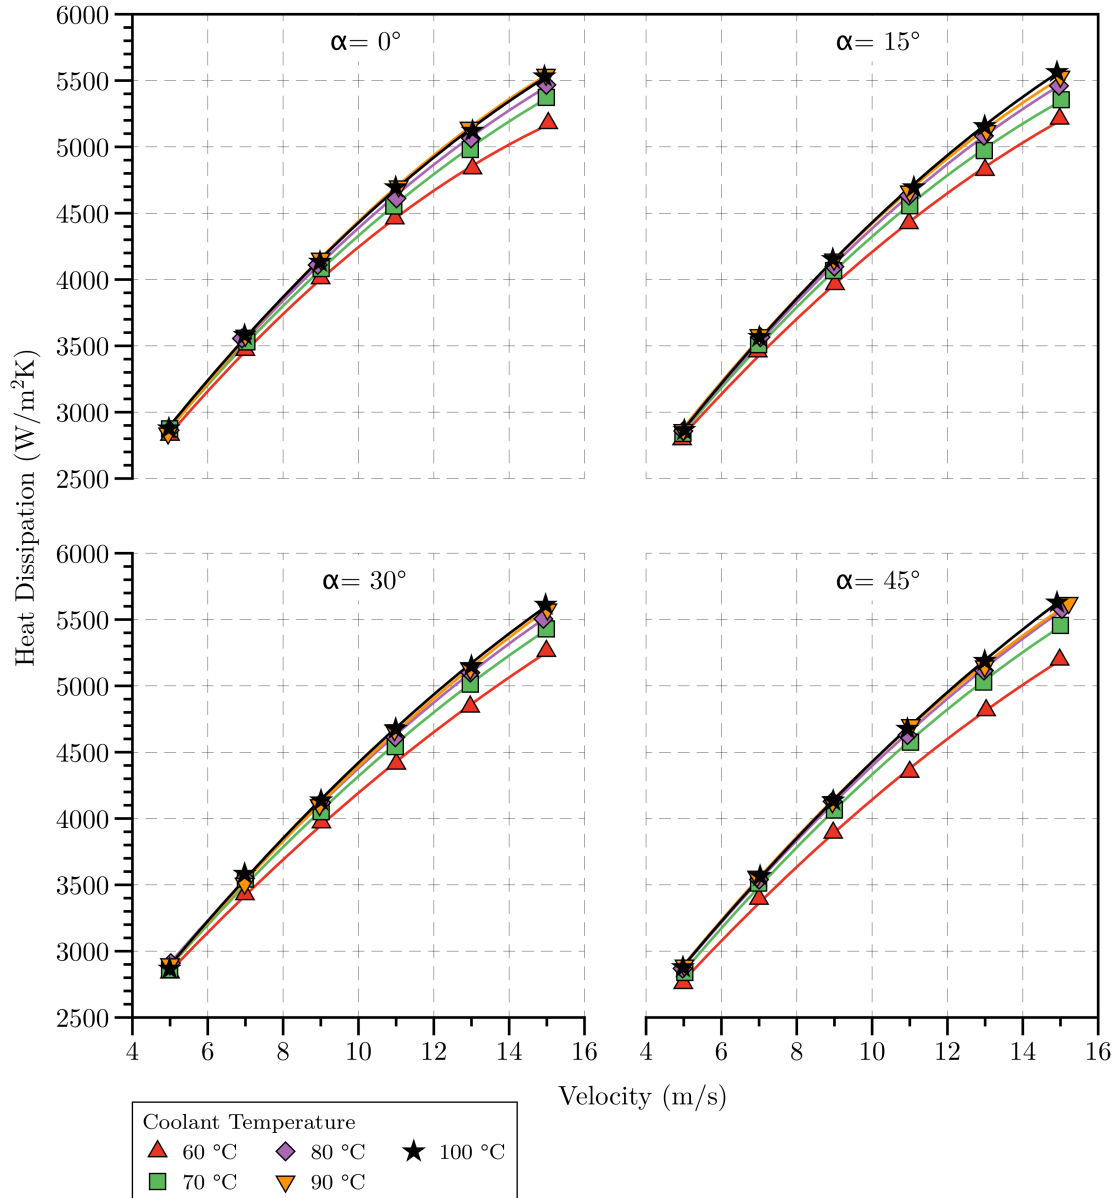 6000
5500
5000
4500
4000
3500
3000
2500
α= 0°
α= 15°
Heat Dissipation (W/m²K)
6000
5500
5000
4500
4000
3500
3000
2500
α= 30°
α= 45°
4 6 8 10 12 14 16
4 6 8 10 12 14 16
Velocity (m/s)
Coolant Temperature
60 °C 80 °C 100 °C
70 °C 90 °C